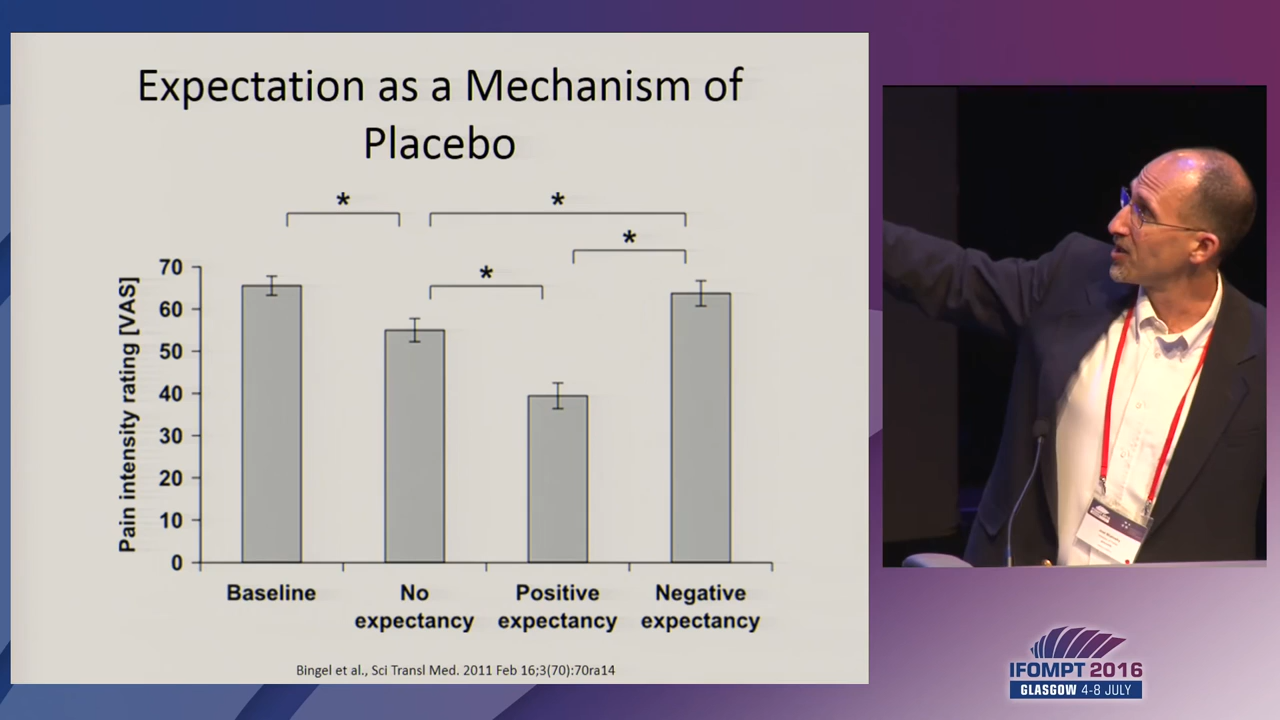 Expectation as a Mechanism of
Placebo
*
*
*
*
Pain intensity rating [VAS]
70
60
50
40
30
20
10
0
Baseline
No
expectancy
Positive
expectancy
Negative
expectancy
Bingel et al., Sci Transl Med. 2011 Feb 16;3(70):70ra14
IFOMPT 2016
GLASGOW 4-8 JULY